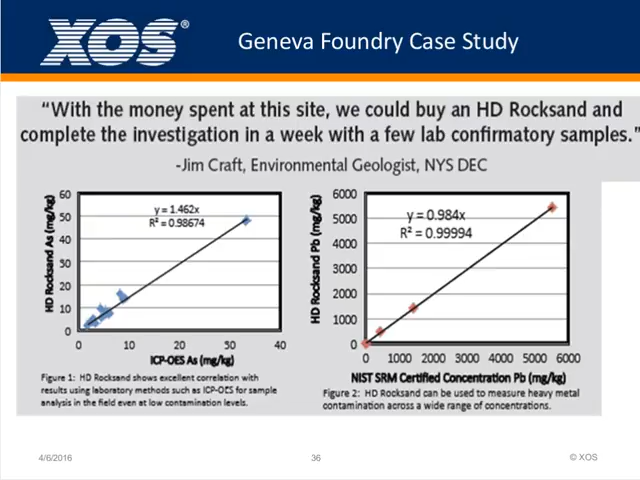 XOS®
Geneva Foundry Case Study
“With the money spent at this site, we could buy an HD Rocksand and
complete the investigation in a week with a few lab confirmatory samples.”
-Jim Craft, Environmental Geologist, NYS DEC
HD Rocksand As (mg/kg)
60
50
40
30
20
10
0
y = 1.462x
R² = 0.98674
0 10 20 30 40
ICP-OES As (mg/kg)
Figure 1: HD Rocksand shows excellent correlation with
results using laboratory methods such as ICP-OES for sample
analysis in the field even at low contamination levels.
HD Rocksand Pb (mg/kg)
6000
5000
4000
3000
2000
1000
0
y = 0.984x
R² = 0.99994
0 1000 2000 3000 4000 5000 6000
NIST SRM Certified Concentration Pb (mg/kg)
Figure 2: HD Rocksand can be used to measure heavy metal
contamination across a wide range of concentrations.
4/6/2016
36
© XOS